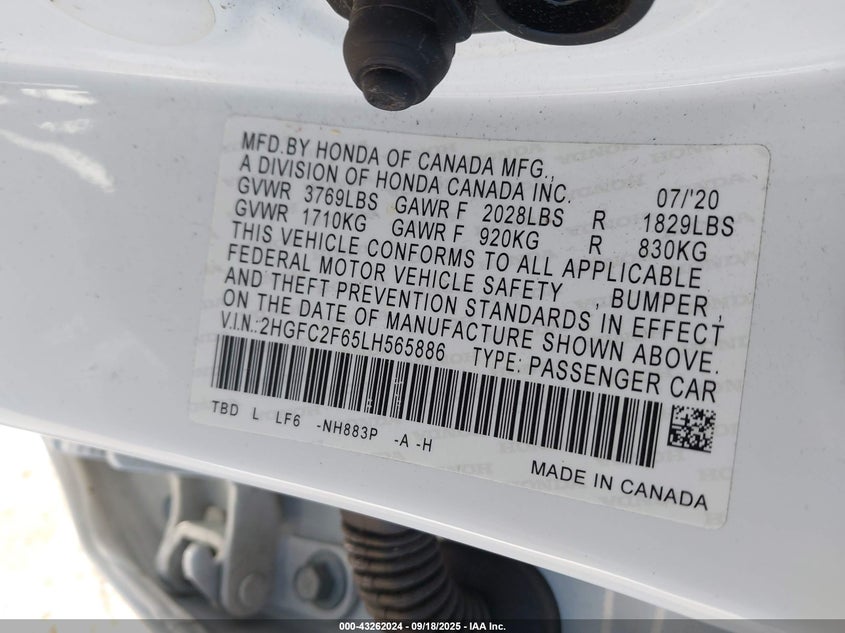 MFD.BY HONDA OF CANADA MFG.,
A DIVISION OF HONDA CANADA INC. 07/'20
GVWR 3769LBS GAWR F 2028LBS R 1829LBS
GVWR 1710KG GAWR F 920KG R 830KG
THIS VEHICLE CONFORMS TO ALL APPLICABLE
FEDERAL MOTOR VEHICLE SAFETY , BUMPER ,
AND THEFT PREVENTION STANDARDS IN EFFECT
ON THE DATE OF MANUFACTURE SHOWN ABOVE.
V.I.N.:2HGFC2F65LH565886 TYPE: PASSENGER CAR
TBD L LF6 -NH883P -A -H
MADE IN CANADA
000-43262024 - 09/18/2025 - IAA Inc.